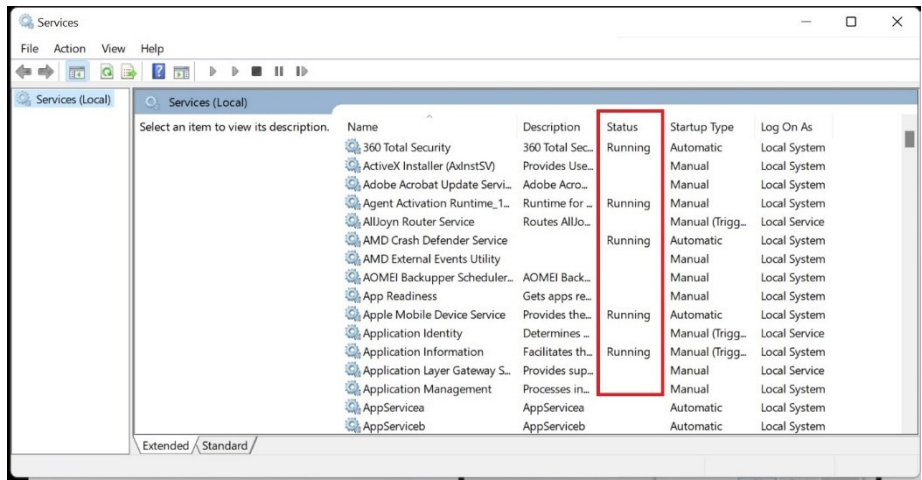 Services
File Action View Help
Services (Local)
Services (Local)
Select an item to view its description.
Name Description Status Startup Type Log On As
360 Total Security 360 Total Sec... Running Automatic Local System
ActiveX Installer (AxInstSV) Provides Use... Manual Local System
Adobe Acrobat Update Servi... Adobe Acro... Manual Local System
Agent Activation Runtime_1... Runtime for ... Running Manual Local System
AllJoyn Router Service Routes AllJo... Manual (Trigg... Local Service
AMD Crash Defender Service Running Automatic Local System
AMD External Events Utility Manual Local System
AOMEI Backupper Scheduler... AOMEI Back... Manual Local System
App Readiness Gets apps re... Manual Local System
Apple Mobile Device Service Provides the... Running Automatic Local System
Application Identity Determines ... Manual (Trigg... Local Service
Application Information Facilitates th... Running Manual (Trigg... Local System
Application Layer Gateway S... Provides sup... Manual Local Service
Application Management Processes in... Manual Local System
AppServicea AppServicea Automatic Local System
AppServiceb AppServiceb Automatic Local System
Extended Standard